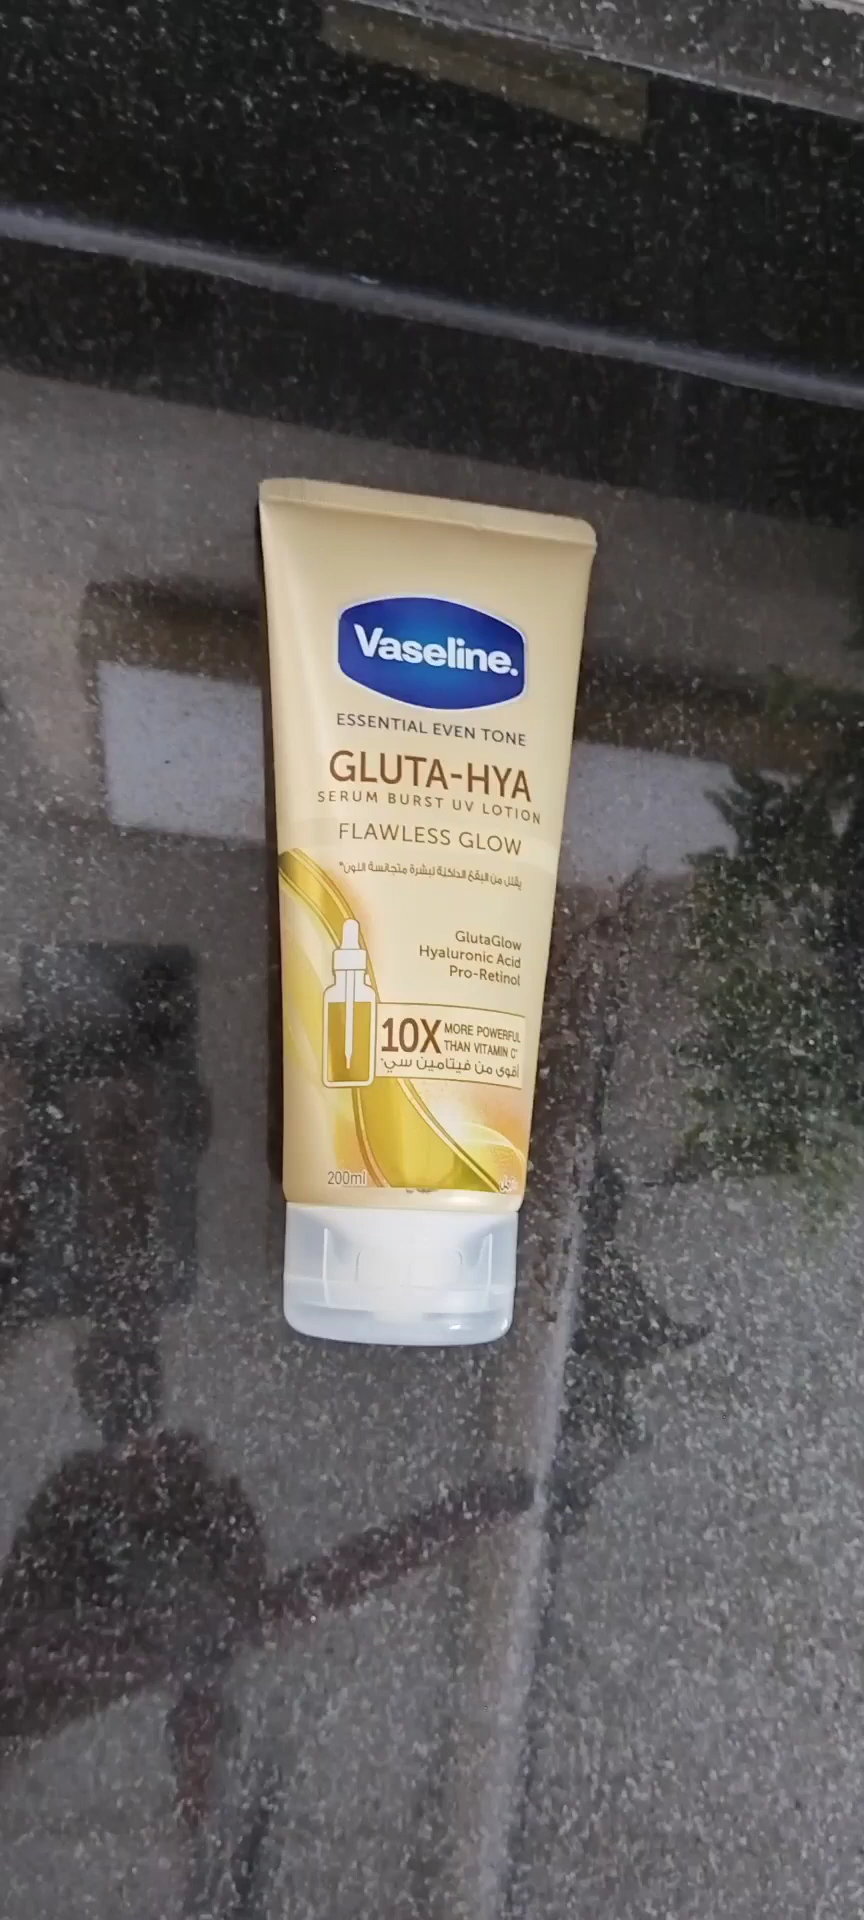 Vaseline.
ESSENTIAL EVEN TONE
GLUTA-HYA
SERUM BURST UV LOTION
FLAWLESS GLOW
يقلل من البقع الداكنة لبشرة متجانسة اللون*
GlutaGlow
Hyaluronic Acid
Pro-Retinol
10X MORE POWERFUL
THAN VITAMIN C*
أقوى من فيتامين سي*
200ml